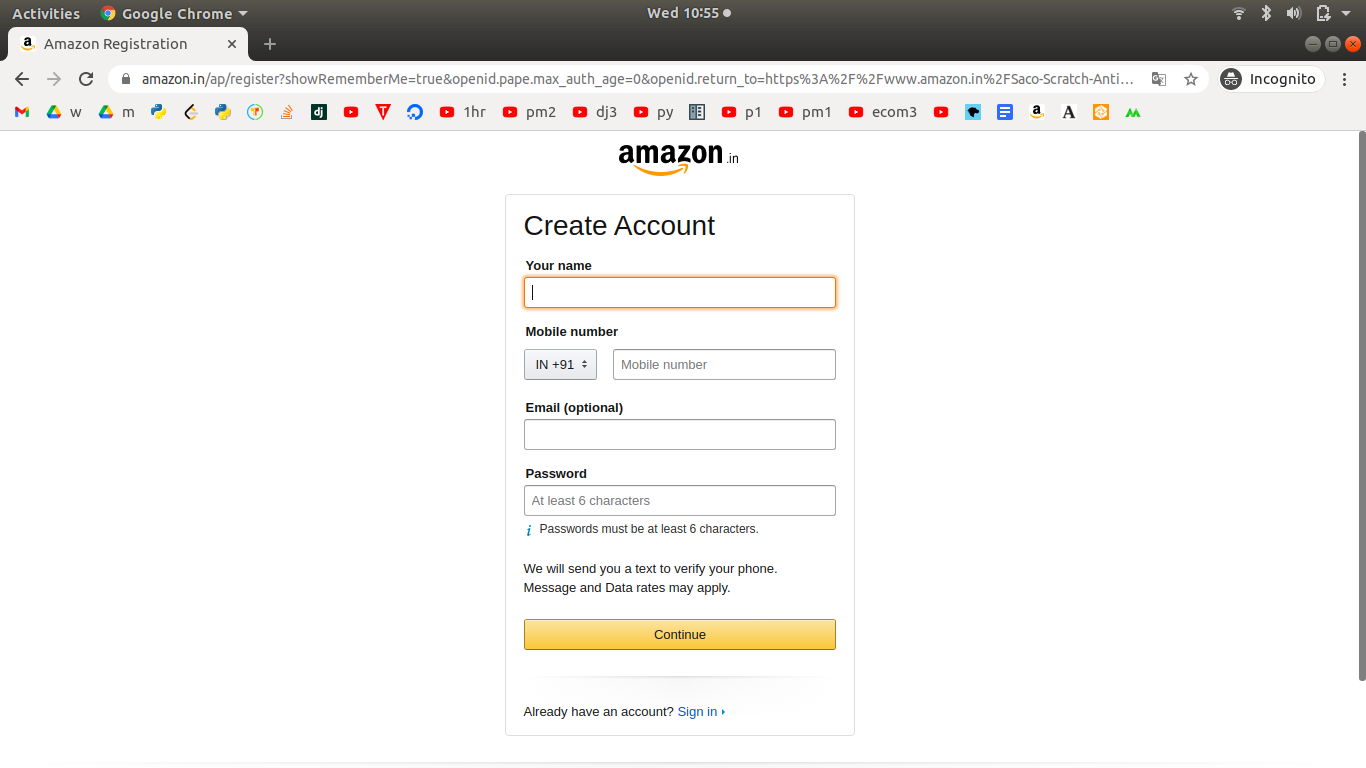 Activities Google Chrome Wed 10:55
Amazon Registration
amazon.in/ap/register?showRememberMe=true&openid.pape.max_auth_age=0&openid.return_to=https%3A%2F%2Fwww.amazon.in%2FSaco-Scratch-Anti... Incognito
w m dj 1hr pm2 dj3 py p1 pm1 ecom3 a A
amazon.in
Create Account
Your name
Mobile number
IN +91 Mobile number
Email (optional)
Password
At least 6 characters
i Passwords must be at least 6 characters.
We will send you a text to verify your phone.
Message and Data rates may apply.
Continue
Already have an account? Sign in